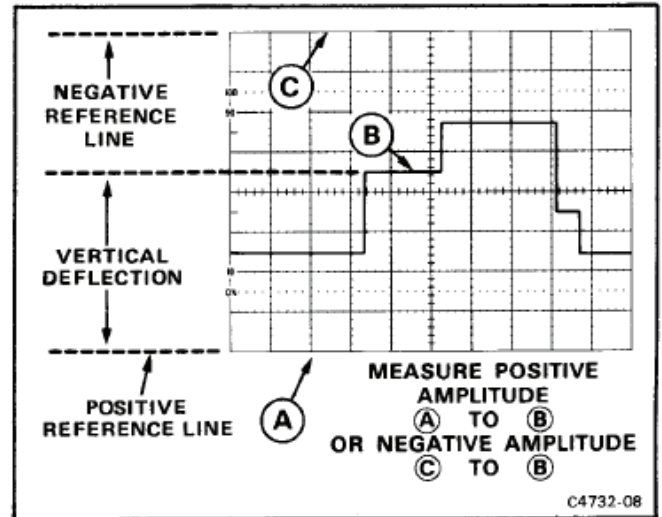 NEGATIVE
REFERENCE
LINE
VERTICAL
DEFLECTION
POSITIVE
REFERENCE LINE
C
B
A
MEASURE POSITIVE
AMPLITUDE
A TO B
OR NEGATIVE AMPLITUDE
C TO B
C4732-08